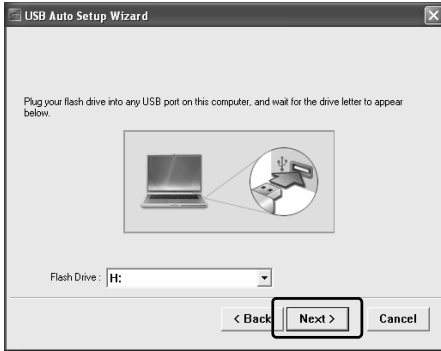 USB Auto Setup Wizard
Plug your flash drive into any USB port on this computer, and wait for the drive letter to appear
below.
Flash Drive : H:
< Back Next > Cancel